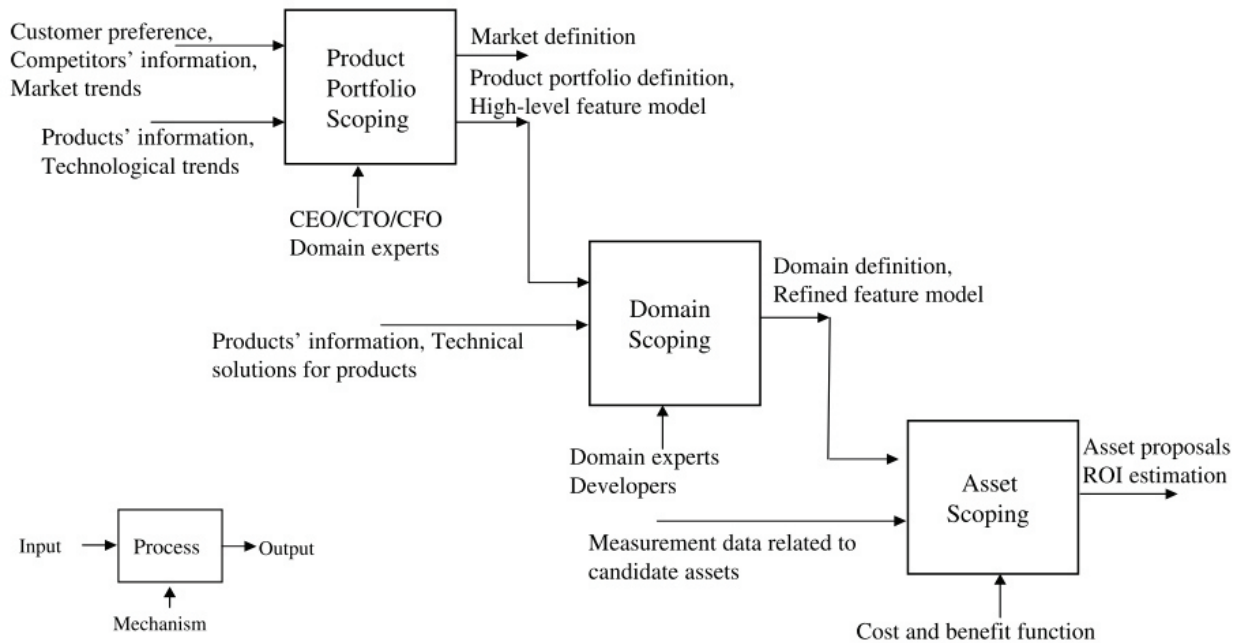 Customer preference,
Competitors’ information,
Market trends
Products’ information,
Technological trends
Product
Portfolio
Scoping
Market definition
Product portfolio definition,
High-level feature model
CEO/CTO/CFO
Domain experts
Products’ information, Technical
solutions for products
Domain
Scoping
Domain definition,
Refined feature model
Domain experts
Developers
Measurement data related to
candidate assets
Asset
Scoping
Asset proposals
ROI estimation
Cost and benefit function
Input
Process
Output
Mechanism